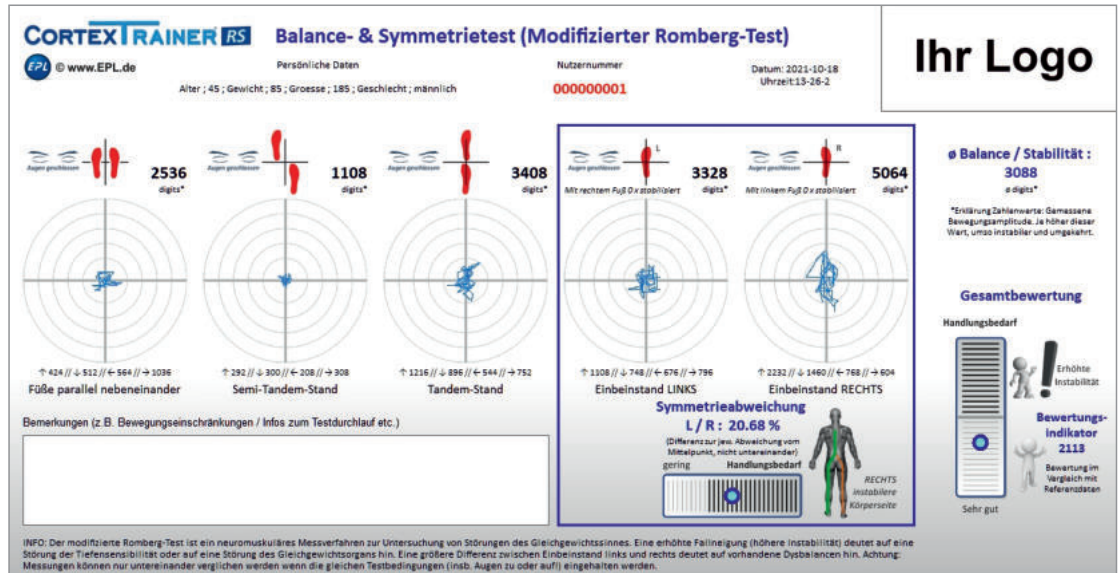 CORTEXTRAINER RS
Balance- & Symmetrietest (Modifizierter Romberg-Test)
Ihr Logo
EPL © www.EPL.de
Persönliche Daten
Nutzernummer
Datum: 2021-10-18
Uhrzeit:13-26-2
Alter ; 45 ; Gewicht ; 85 ; Groesse ; 185 ; Geschlecht ; männlich
000000001
Augen geschlossen
2536
digits*
Augen geschlossen
1108
digits*
Augen geschlossen
3408
digits*
Augen geschlossen
L
3328
digits*
Mit rechtem Fuß 0 x stabilisiert
Augen geschlossen
R
5064
digits*
Mit linkem Fuß 0 x stabilisiert
↑ 424 // ↓ 512 // ← 564 // → 1036
Füße parallel nebeneinander
↑ 292 // ↓ 300 // ← 208 // → 308
Semi-Tandem-Stand
↑ 1216 // ↓ 896 // ← 544 // → 752
Tandem-Stand
↑ 1108 // ↓ 748 // ← 676 // → 796
Einbeinstand LINKS
↑ 2232 // ↓ 1460 // ← 768 // → 604
Einbeinstand RECHTS
ø Balance / Stabilität :
3088
ø digits*
*Erklärung Zahlenwerte: Gemessene
Bewegungsamplitude. Je höher dieser
Wert, umso instabiler und umgekehrt.
Gesamtbewertung
Handlungsbedarf
Erhöhte
Instabilität
Bewertungs-
indikator
2113
Bewertung im
Vergleich mit
Referenzdaten
Sehr gut
Bemerkungen (z.B. Bewegungseinschränkungen / Infos zum Testdurchlauf etc.)
Symmetrieabweichung
L / R : 20.68 %
(Differenz zur jew. Abweichung vom
Mittelpunkt, nicht untereinander)
gering
Handlungsbedarf
RECHTS
instabilere
Körperseite
INFO: Der modifizierte Romberg-Test ist ein neuromuskuläres Messverfahren zur Untersuchung von Störungen des Gleichgewichtssinnes. Eine erhöhte Fallneigung (höhere Instabilität) deutet auf eine
Störung der Tiefensensibilität oder auf eine Störung des Gleichgewichtsorgans hin. Eine größere Differenz zwischen Einbeinstand links und rechts deutet auf vorhandene Dysbalancen hin. Achtung:
Messungen können nur untereinander verglichen werden wenn die gleichen Testbedingungen (insb. Augen zu oder auf!) eingehalten werden.